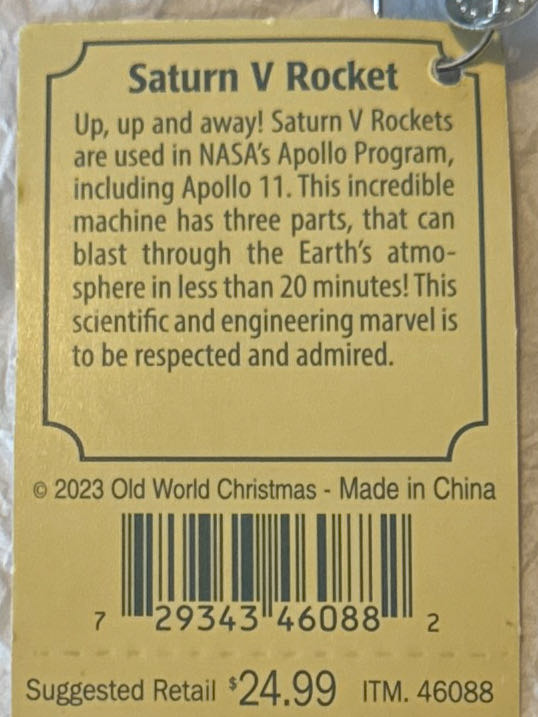 Saturn V Rocket
Up, up and away! Saturn V Rockets
are used in NASA's Apollo Program,
including Apollo 11. This incredible
machine has three parts, that can
blast through the Earth's atmo-
sphere in less than 20 minutes! This
scientific and engineering marvel is
to be respected and admired.
© 2023 Old World Christmas - Made in China
7 29343 46088 2
Suggested Retail $24.99 ITM. 46088